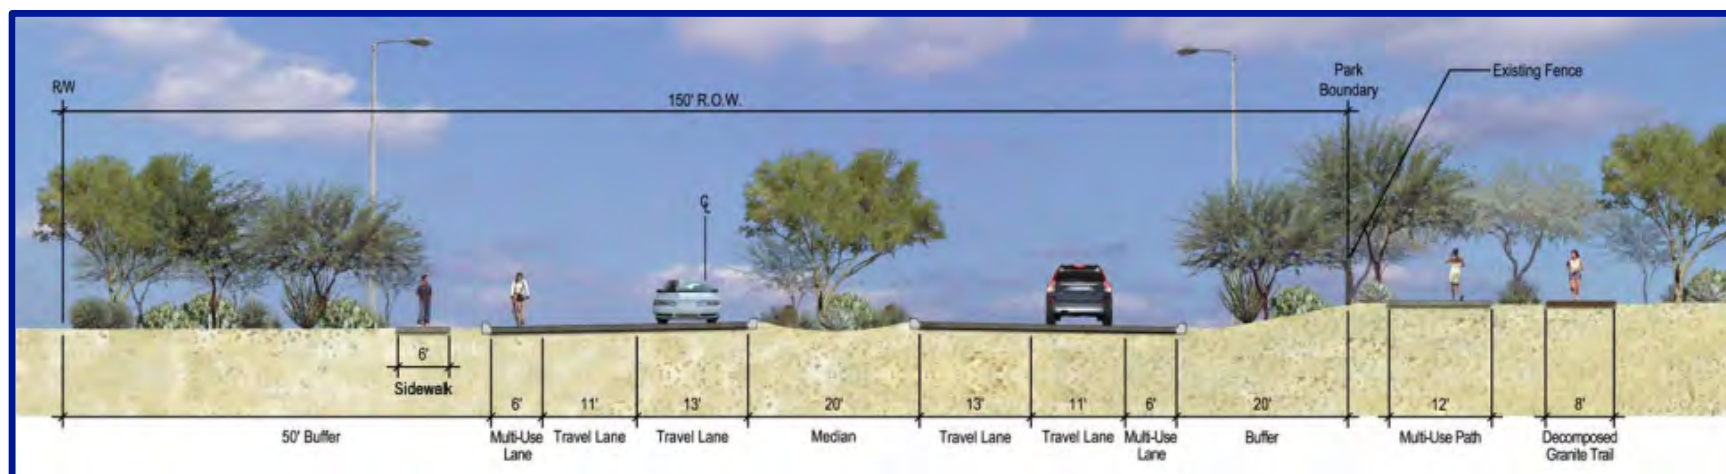 R/W
150' R.O.W.
Park
Boundary
Existing Fence
℄
6'
Sidewalk
6'
11'
13'
20'
13'
11'
6'
20'
12'
8'
50' Buffer
Multi-Use
Lane
Travel Lane
Travel Lane
Median
Travel Lane
Travel Lane
Multi-Use
Lane
Buffer
Multi-Use Path
Decomposed
Granite Trail